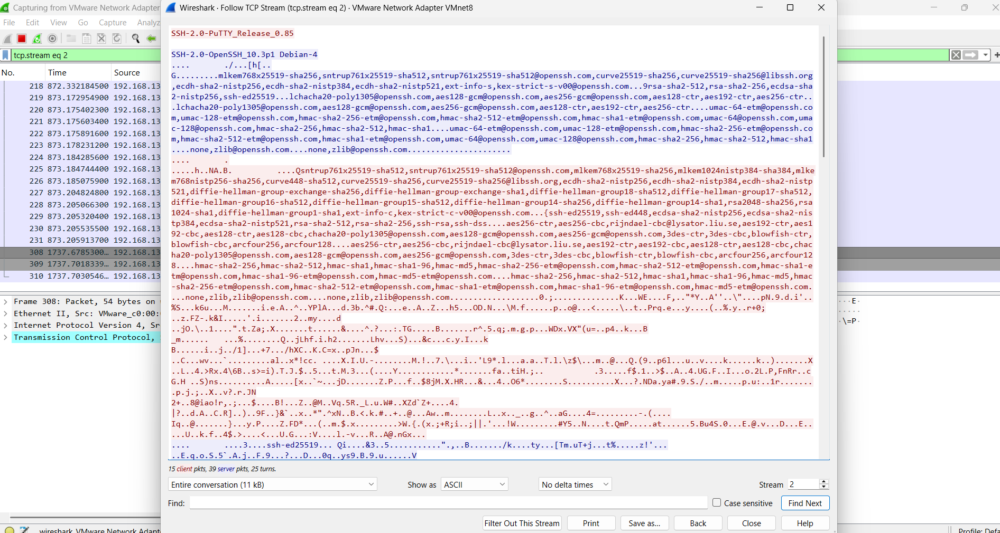 Capturing from VMware Network Adapter
Wireshark · Follow TCP Stream (tcp.stream eq 2) · VMware Network Adapter VMnet8
File Edit View Go Capture Analyz
tcp.stream eq 2
No. Time Source
218 872.332184500 192.168.13
219 873.172954900 192.168.13
220 873.175402300 192.168.13
221 873.175603400 192.168.13
222 873.175891600 192.168.13
223 873.178231200 192.168.13
224 873.184285600 192.168.13
225 873.184744400 192.168.13
226 873.185075900 192.168.13
227 873.204824800 192.168.13
228 873.205066300 192.168.13
229 873.205320400 192.168.13
230 873.205535500 192.168.13
231 873.205913700 192.168.13
308 1737.6785300… 192.168.13
309 1737.7018339… 192.168.13
310 1737.7030546… 192.168.13
Frame 308: Packet, 54 bytes on
Ethernet II, Src: VMware_c0:00:
Internet Protocol Version 4, Sr
Transmission Control Protocol,
SSH-2.0-PuTTY_Release_0.85
SSH-2.0-OpenSSH_10.3p1 Debian-4
.... ./...[h[..
G.........mlkem768x25519-sha256,sntrup761x25519-sha512,sntrup761x25519-sha512@openssh.com,curve25519-sha256,curve25519-sha256@libssh.org
,ecdh-sha2-nistp256,ecdh-sha2-nistp384,ecdh-sha2-nistp521,ext-info-s,kex-strict-s-v00@openssh.com...9rsa-sha2-512,rsa-sha2-256,ecdsa-sha
2-nistp256,ssh-ed25519...lchacha20-poly1305@openssh.com,aes128-gcm@openssh.com,aes256-gcm@openssh.com,aes128-ctr,aes192-ctr,aes256-ctr..
.lchacha20-poly1305@openssh.com,aes128-gcm@openssh.com,aes256-gcm@openssh.com,aes128-ctr,aes192-ctr,aes256-ctr....umac-64-etm@openssh.co
m,umac-128-etm@openssh.com,hmac-sha2-256-etm@openssh.com,hmac-sha2-512-etm@openssh.com,hmac-sha1-etm@openssh.com,umac-64@openssh.com,uma
c-128@openssh.com,hmac-sha2-256,hmac-sha2-512,hmac-sha1....umac-64-etm@openssh.com,umac-128-etm@openssh.com,hmac-sha2-256-etm@openssh.co
m,hmac-sha2-512-etm@openssh.com,hmac-sha1-etm@openssh.com,umac-64@openssh.com,umac-128@openssh.com,hmac-sha2-256,hmac-sha2-512,hmac-sha1
....none,zlib@openssh.com....none,zlib@openssh.com......................
.... .
.....h..NA.B. ....Qsntrup761x25519-sha512,sntrup761x25519-sha512@openssh.com,mlkem768x25519-sha256,mlkem1024nistp384-sha384,mlke
m768nistp256-sha256,curve448-sha512,curve25519-sha256,curve25519-sha256@libssh.org,ecdh-sha2-nistp256,ecdh-sha2-nistp384,ecdh-sha2-nistp
521,diffie-hellman-group-exchange-sha256,diffie-hellman-group-exchange-sha1,diffie-hellman-group18-sha512,diffie-hellman-group17-sha512,
diffie-hellman-group16-sha512,diffie-hellman-group15-sha512,diffie-hellman-group14-sha256,diffie-hellman-group14-sha1,rsa2048-sha256,rsa
1024-sha1,diffie-hellman-group1-sha1,ext-info-c,kex-strict-c-v00@openssh.com...{ssh-ed25519,ssh-ed448,ecdsa-sha2-nistp256,ecdsa-sha2-nis
tp384,ecdsa-sha2-nistp521,rsa-sha2-512,rsa-sha2-256,ssh-rsa,ssh-dss....aes256-ctr,aes256-cbc,rijndael-cbc@lysator.liu.se,aes192-ctr,aes1
92-cbc,aes128-ctr,aes128-cbc,chacha20-poly1305@openssh.com,aes128-gcm@openssh.com,aes256-gcm@openssh.com,3des-ctr,3des-cbc,blowfish-ctr,
blowfish-cbc,arcfour256,arcfour128....aes256-ctr,aes256-cbc,rijndael-cbc@lysator.liu.se,aes192-ctr,aes192-cbc,aes128-ctr,aes128-cbc,chac
ha20-poly1305@openssh.com,aes128-gcm@openssh.com,aes256-gcm@openssh.com,3des-ctr,3des-cbc,blowfish-ctr,blowfish-cbc,arcfour256,arcfour12
8....hmac-sha2-256,hmac-sha2-512,hmac-sha1,hmac-sha1-96,hmac-md5,hmac-sha2-256-etm@openssh.com,hmac-sha2-512-etm@openssh.com,hmac-sha1-e
tm@openssh.com,hmac-sha1-96-etm@openssh.com,hmac-md5-etm@openssh.com....hmac-sha2-256,hmac-sha2-512,hmac-sha1,hmac-sha1-96,hmac-md5,hmac
-sha2-256-etm@openssh.com,hmac-sha2-512-etm@openssh.com,hmac-sha1-etm@openssh.com,hmac-sha1-96-etm@openssh.com,hmac-md5-etm@openssh.com.
...none,zlib,zlib@openssh.com....none,zlib,zlib@openssh.com..................0.;.............K...WE....F,.."*Y..A''..\"....pN.9.d.i'..
%S...k6u...M.......i.e.A..^..YPlA...d.3b.^#.Q:...e..A..Z...h5...OD.N...\M.f......p..o@...<.....\..t..Prq.e...y....(..%.y..r+0;
..z.FZ-.k&I.....'.i.......2..my....d
..jO.\..1....".t.Za;.X.......t......&....^.?...:.TG.....B.......r^.5.q;.m.g.p...WDx.VX"(u=..p4..k...B
_m...... ...%........Q..jLhf.i.h2.......Lhv...S)...&c...c.y.I...k
B......i..j../1]...+7.../hXC..K.C=x..pJn...$
..C...wv...`.........al..x*!cc. ....X.I.U.-........M.!..7.\...i..'L9*.l...a.a..T.l.\z$\...m..@...Q.(9..p6l...u..v....k......k..).......X
..L..4.>Rx.4\6B..s>=i).T.J.$..5...t.M.3...(....Y............*.......fa..tiH.;.. .3.....f$.1..>$..A..4.UG.F..I...o.2L.P,FnRr..c
G.H ..S)ns..........A.....[x..`~...jD.......Z.P...f..$8jM.X.HR...&...4..O6*........S..........X...?.NDa.ya#.9.S./..m.....p.u:..1r.......
.p.j.;..X..v?.r.JN
2+..8@iao!r,.;...$....B!...Z..@M..Vq.5R._L.u.W#..XZd`Z+....4.
|?..d.A..C.R]..)..9F..}&`..x..*".^xN..B.<.k.#..+..@...Aw..m.........L..x.._..g..^..aG....4=.........-.(....
Iq..@.......}...y.P....Z.FD*...(..m.$.x.........>W.{.(x.;+R;i..;||.'...!W.........#Y5..N....t.QmP.....at......5.Bu4S.0...E.@.v...D...E..
...U..k.f..4$.>....<...U.G...:V....l.-v...R..A@.nGx...
.... ....3....ssh-ed25519... Qi....&3..5...........".,..B......./k....ty...[Tm.uT+j...t%.....z!'...
..E.q.o.S.5`.A.j..F.9...?...D...0q..ys9.B.9.u......V
15 client pkts, 39 server pkts, 25 turns.
Entire conversation (11 kB)
Show as ASCII
No delta times
Stream 2
Find:
Case sensitive
Find Next
Filter Out This Stream
Print
Save as…
Back
Close
Help
···E·
·····
·\=P·
wireshark_VMware Network Adapt
Profile: Defa